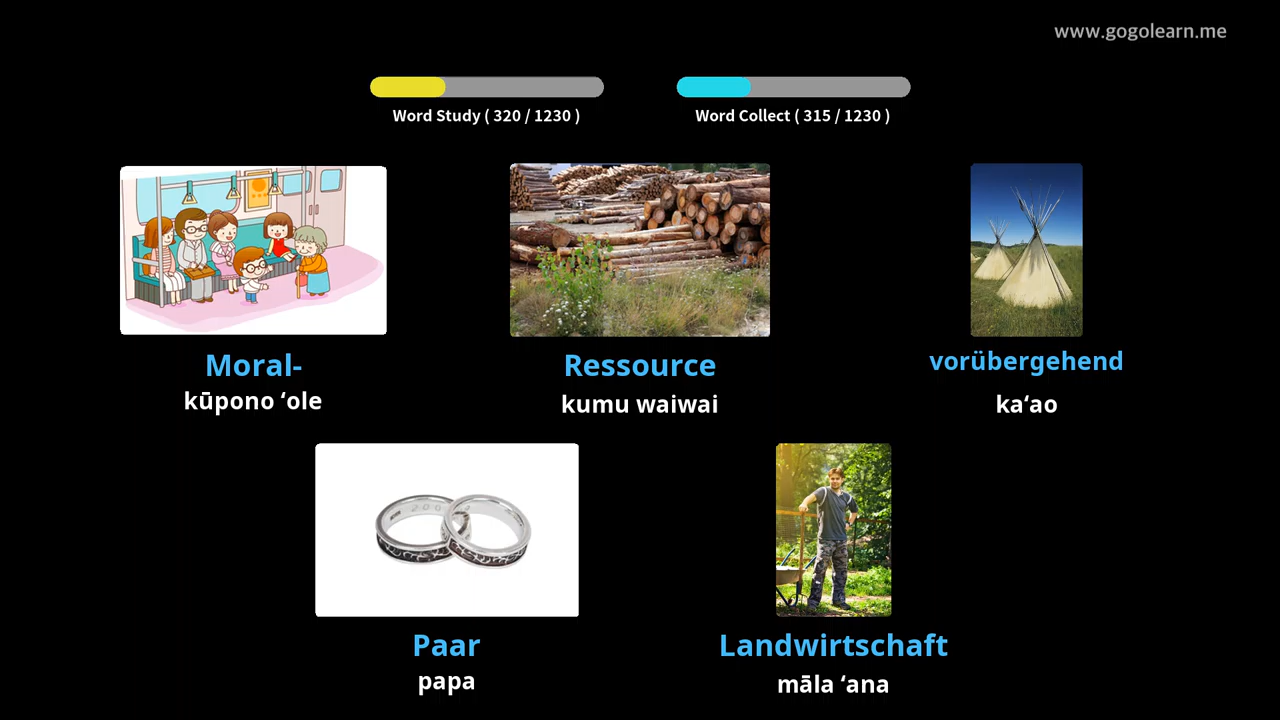 www.gogolearn.me
Word Study ( 320 / 1230 )
Word Collect ( 315 / 1230 )
Moral-
kūpono ʻole
Ressource
kumu waiwai
vorübergehend
kaʻao
Paar
papa
Landwirtschaft
māla ʻana